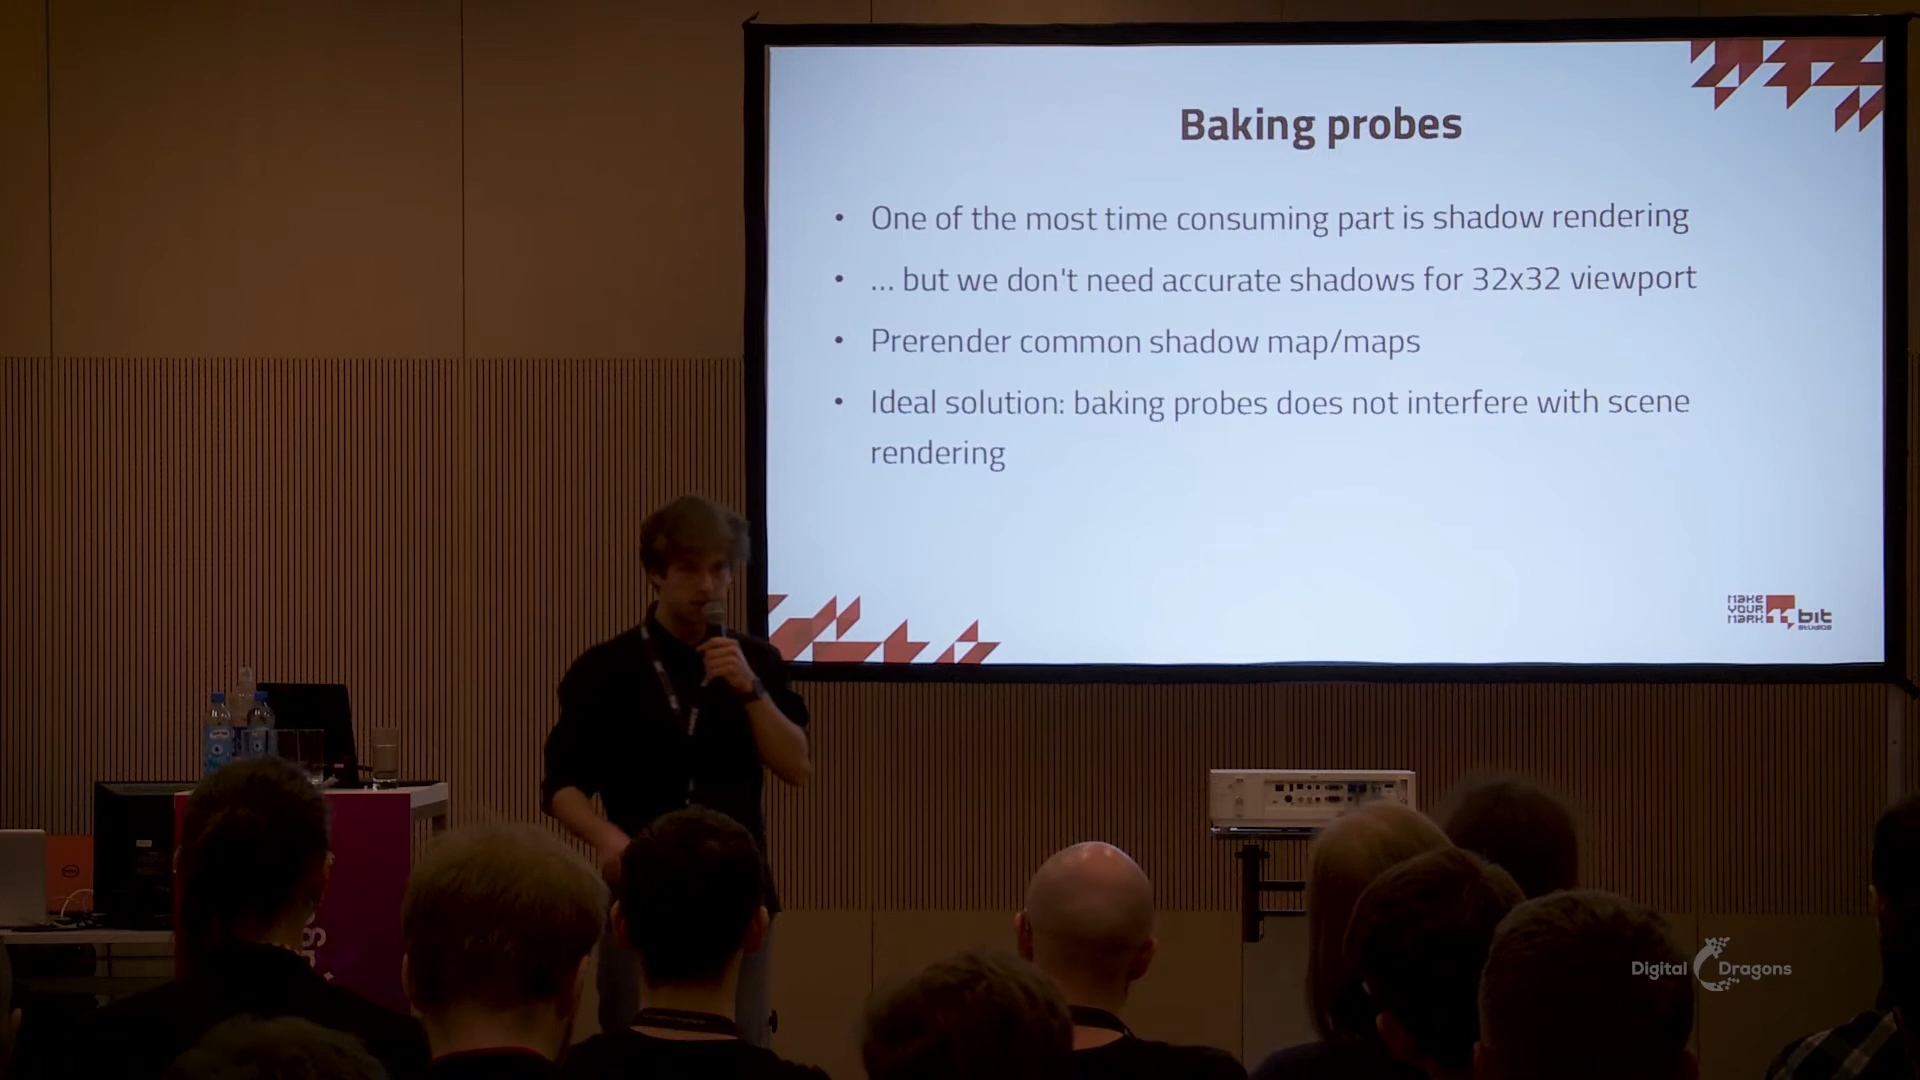 Baking probes
• One of the most time consuming part is shadow rendering
• ... but we don't need accurate shadows for 32x32 viewport
• Prerender common shadow map/maps
• Ideal solution: baking probes does not interfere with scene
rendering
MAKE
YOUR
MARK
11 bit
studios
Digital Dragons